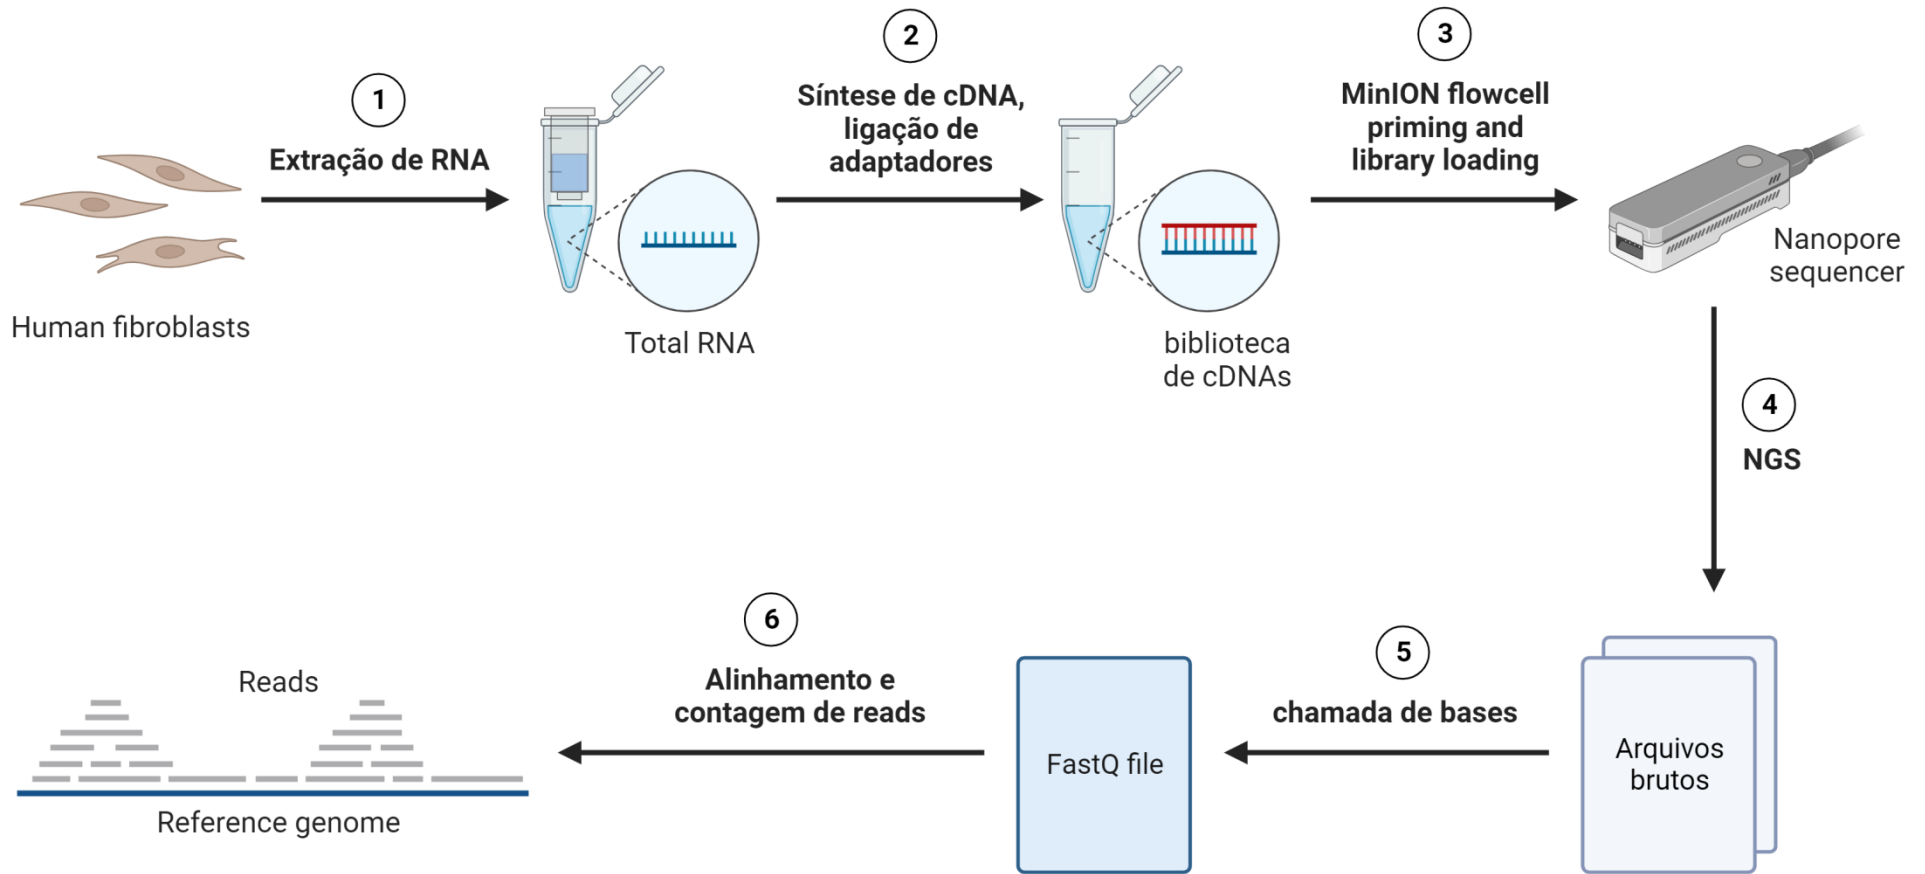 1
Extração de RNA
Human fibroblasts
Total RNA
2
Síntese de cDNA,
ligação de
adaptadores
biblioteca
de cDNAs
3
MinION flowcell
priming and
library loading
Nanopore
sequencer
4
NGS
Arquivos
brutos
5
chamada de bases
FastQ file
6
Alinhamento e
contagem de reads
Reads
Reference genome